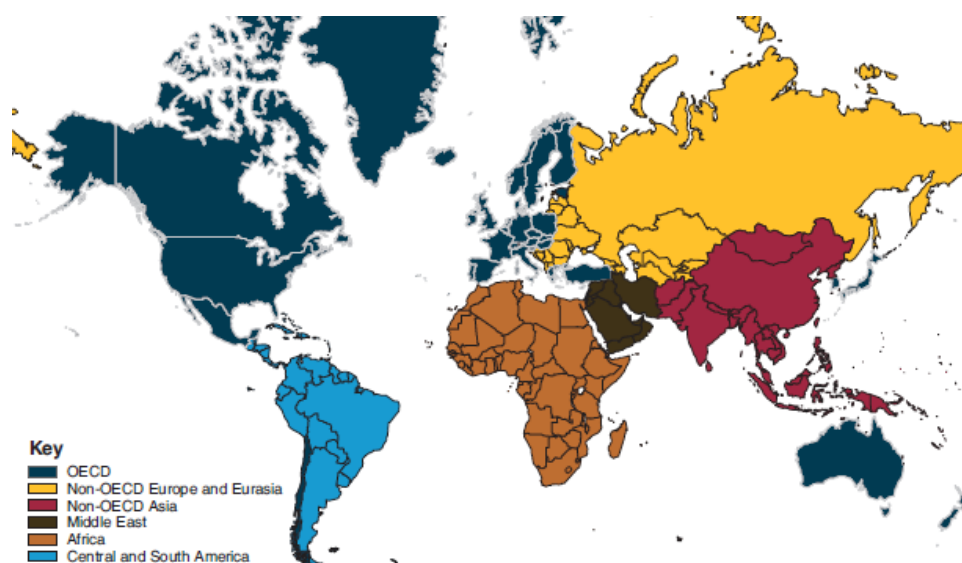 Key
OECD
Non-OECD Europe and Eurasia
Non-OECD Asia
Middle East
Africa
Central and South America